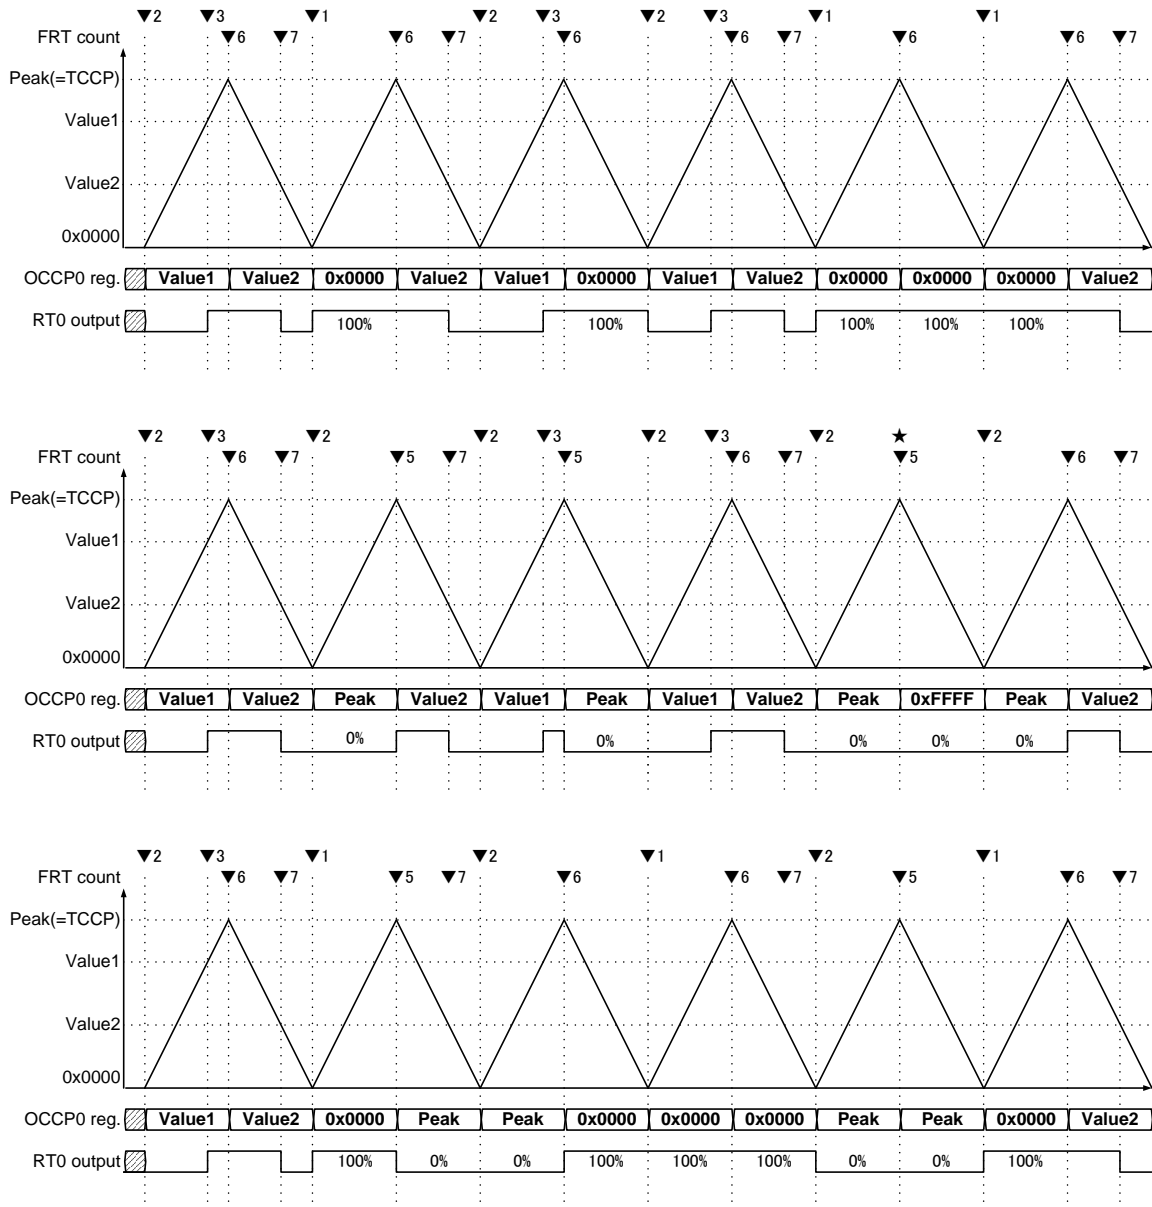 ▼2 ▼3 ▼1 ▼2 ▼3 ▼2 ▼3 ▼1 ▼1
FRT count ▼6 ▼7 ▼6 ▼7 ▼6 ▼6 ▼7 ▼6 ▼6 ▼7
Peak(=TCCP)
Value1
Value2
0x0000
OCCP0 reg. Value1 Value2 0x0000 Value2 Value1 0x0000 Value1 Value2 0x0000 0x0000 0x0000 Value2
RT0 output 100% 100% 100% 100% 100%
▼2 ▼3 ▼2 ▼2 ▼3 ▼2 ▼3 ▼2 ★ ▼2
FRT count ▼6 ▼7 ▼5 ▼7 ▼5 ▼6 ▼7 ▼5 ▼6 ▼7
Peak(=TCCP)
Value1
Value2
0x0000
OCCP0 reg. Value1 Value2 Peak Value2 Value1 Peak Value1 Value2 Peak 0xFFFF Peak Value2
RT0 output 0% 0% 0% 0% 0%
▼2 ▼3 ▼1 ▼2 ▼1 ▼2 ▼1
FRT count ▼6 ▼7 ▼5 ▼7 ▼6 ▼6 ▼7 ▼5 ▼6 ▼7
Peak(=TCCP)
Value1
Value2
0x0000
OCCP0 reg. Value1 Value2 0x0000 Peak Peak 0x0000 0x0000 0x0000 Peak Peak 0x0000 Value2
RT0 output 100% 0% 0% 100% 100% 100% 0% 0% 100%